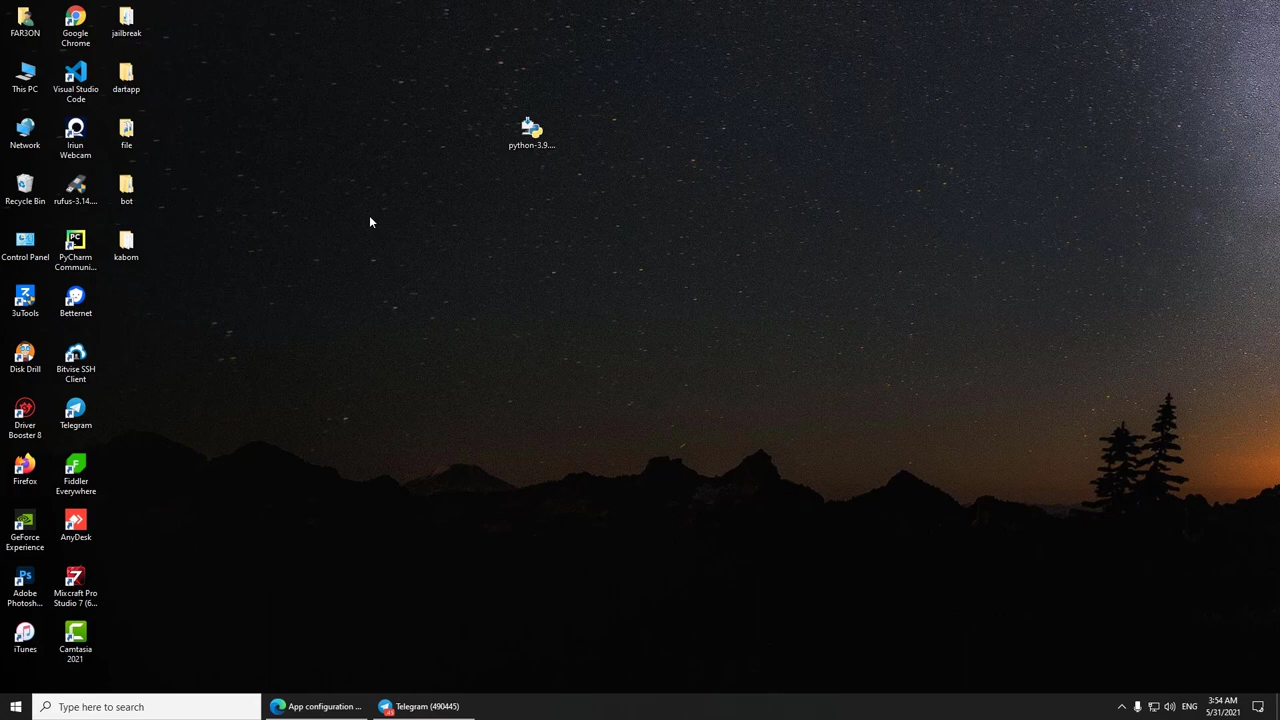 FAR3ON
Google
Chrome
jailbreak
This PC
Visual Studio
Code
dartapp
Network
Iriun
Webcam
file
Recycle Bin
rufus-3.14....
bot
Control Panel
PC
PyCharm
Communi...
kabom
3uTools
Betternet
Disk Drill
Bitvise SSH
Client
Driver
Booster 8
Telegram
Firefox
Fiddler
Everywhere
GeForce
Experience
AnyDesk
Adobe
Photosh...
Mixcraft Pro
Studio 7 (6...
iTunes
Camtasia
2021
python-3.9....
Type here to search
App configuration ...
Telegram (490445)
ENG
3:54 AM
5/31/2021